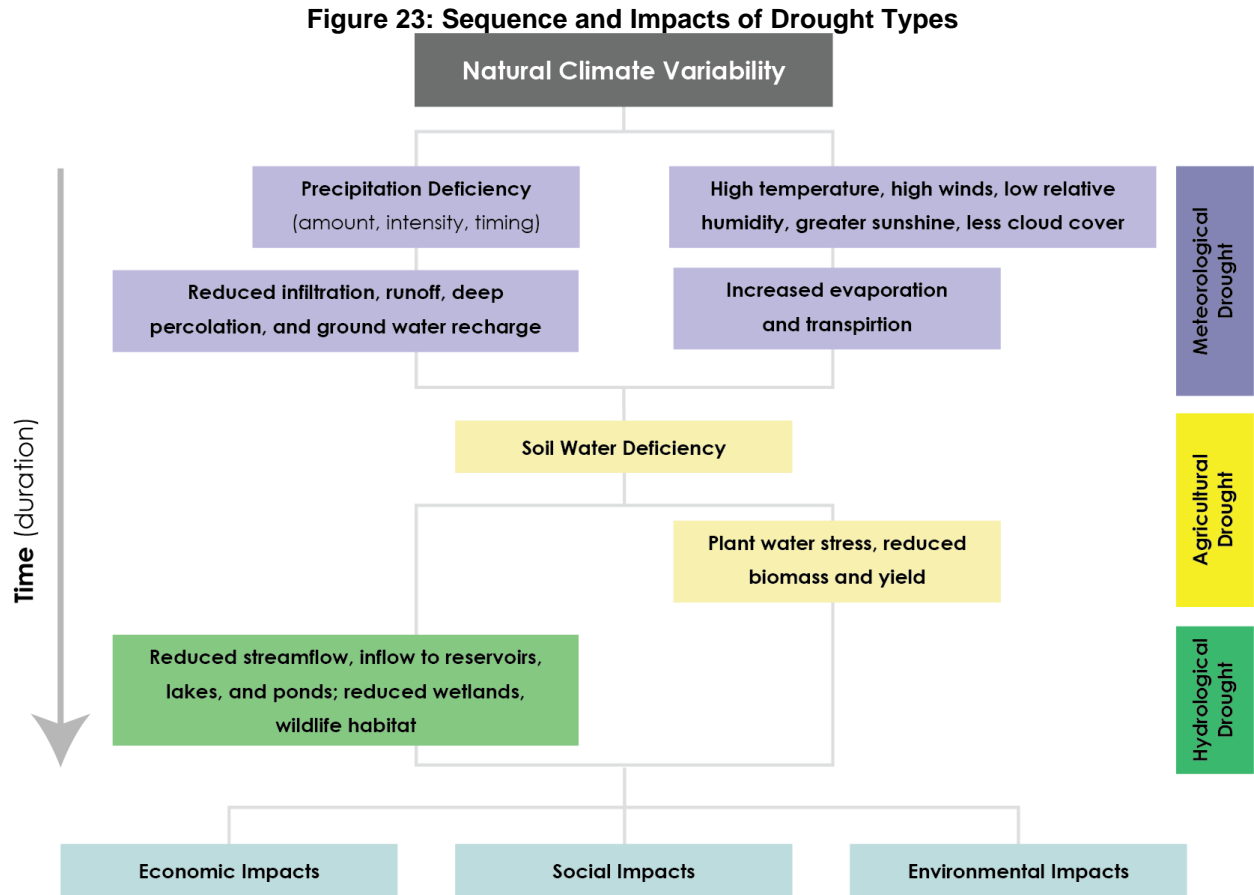 Figure 23: Sequence and Impacts of Drought Types
Natural Climate Variability
Precipitation Deficiency
(amount, intensity, timing)
High temperature, high winds, low relative
humidity, greater sunshine, less cloud cover
Reduced infiltration, runoff, deep
percolation, and ground water recharge
Increased evaporation
and transpirtion
Meteorological
Drought
Time (duration)
Soil Water Deficiency
Plant water stress, reduced
biomass and yield
Agricultural
Drought
Reduced streamflow, inflow to reservoirs,
lakes, and ponds; reduced wetlands,
wildlife habitat
Hydrological
Drought
Economic Impacts
Social Impacts
Environmental Impacts